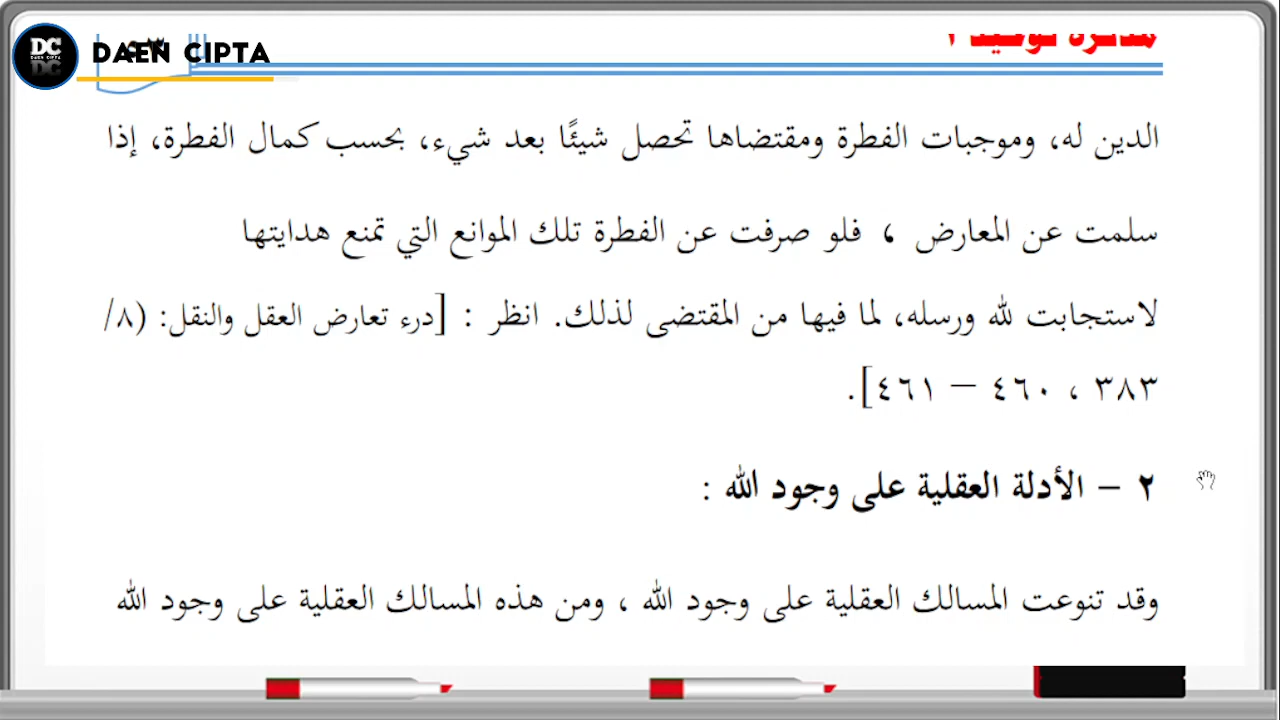 DAEN CIPTA
DC
DAEN CIPTA
الدين له، وموجبات الفطرة ومقتضاها تحصل شيئًا بعد شيء، بحسب كمال الفطرة، إذا
سلمت عن المعارض ، فلو صرفت عن الفطرة تلك الموانع التي تمنع هدايتها
لاستجابت لله ورسله، لما فيها من المقتضى لذلك. انظر : [درء تعارض العقل والنقل: (٨/
٣٨٣ ، ٤٦٠ – ٤٦١].
٢ – الأدلة العقلية على وجود الله :
وقد تنوعت المسالك العقلية على وجود الله ، ومن هذه المسالك العقلية على وجود الله